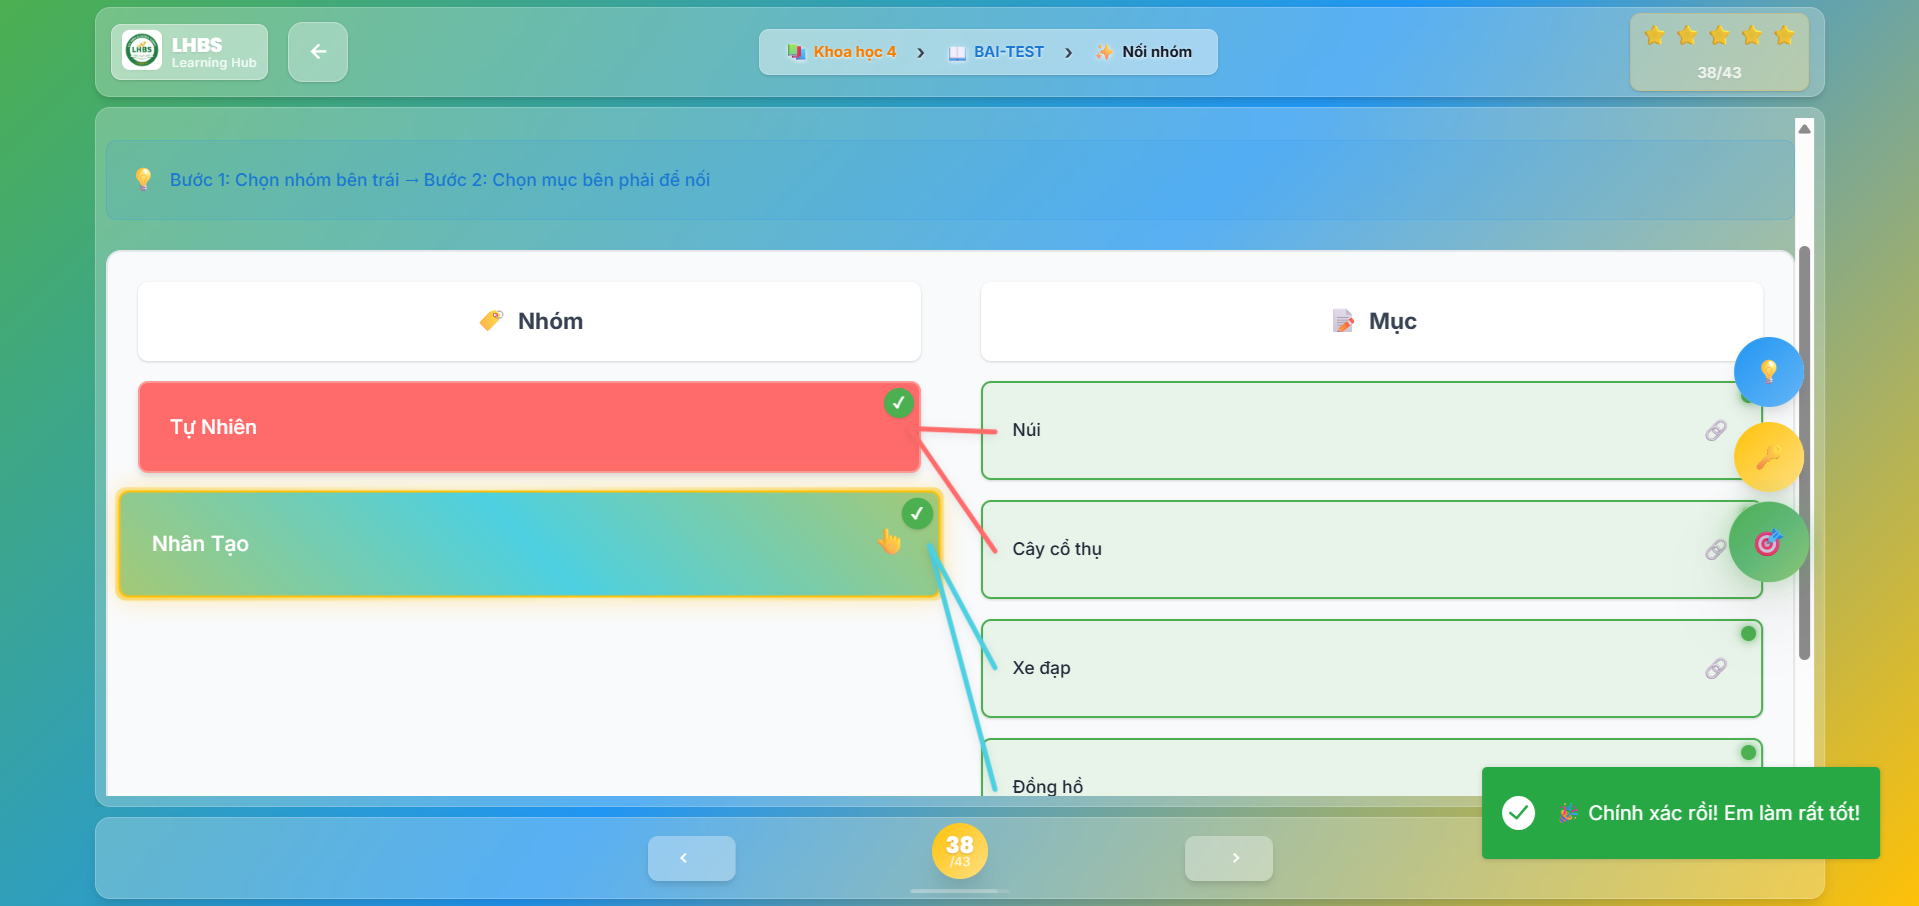 LHBS
LHBS
Learning Hub
Khoa học 4 › BAI-TEST › Nối nhóm
38/43
Bước 1: Chọn nhóm bên trái → Bước 2: Chọn mục bên phải để nối
Nhóm
Mục
Tự Nhiên
Núi
Nhân Tạo
Cây cổ thụ
Xe đạp
Đồng hồ
Chính xác rồi! Em làm rất tốt!
38
/43